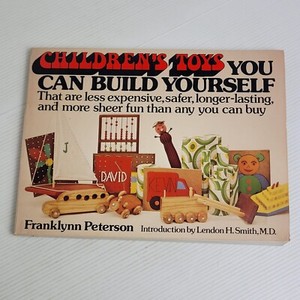 CHILDREN'S TOYS YOU
CAN BUILD YOURSELF
That are less expensive, safer, longer-lasting,
and more sheer fun than any you can buy
DAVID
Franklynn Peterson Introduction by Lendon H. Smith, M.D.